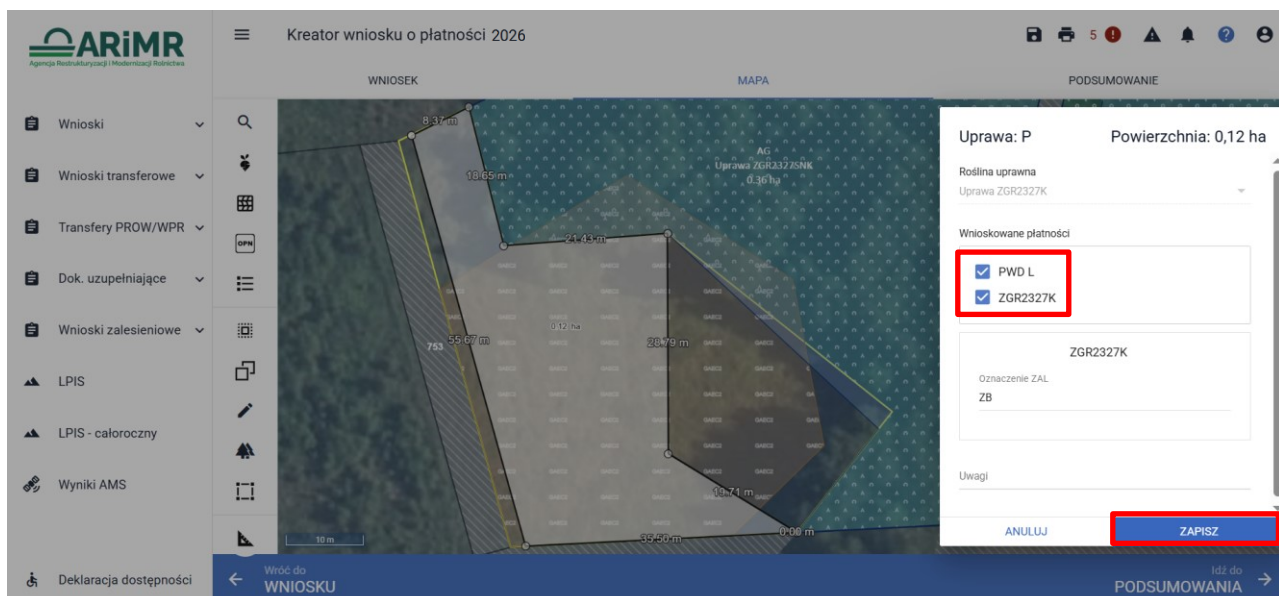 ARiMR
Agencja Restrukturyzacji i Modernizacji Rolnictwa
Kreator wniosku o płatności 2026
5
WNIOSEK
MAPA
PODSUMOWANIE
Wnioski
Wnioski transferowe
Transfery PROW/WPR
Dok. uzupełniające
Wnioski zalesieniowe
LPIS
LPIS - całoroczny
Wyniki AMS
Deklaracja dostępności
OPN
8.37 m
18.65 m
AG
Uprawa ZGR2327SNK
0.36 ha
21.43 m
0.12 ha
28.79 m
753
55.67 m
19.71 m
0.00 m
35.50 m
10 m
Uprawa: P
Powierzchnia: 0,12 ha
Roślina uprawna
Uprawa ZGR2327K
Wnioskowane płatności
PWD L
ZGR2327K
ZGR2327K
Oznaczenie ZAL
ZB
Uwagi
ANULUJ
ZAPISZ
Wróć do
WNIOSKU
Idź do
PODSUMOWANIA